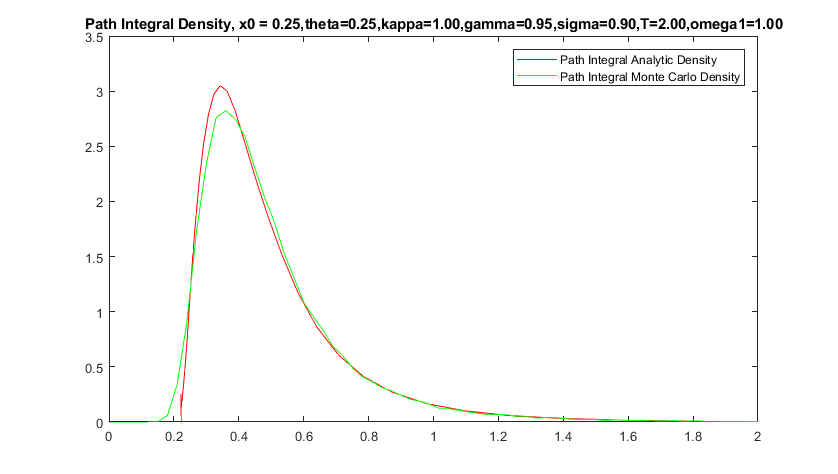 Path Integral Density, x0 = 0.25,theta=0.25,kappa=1.00,gamma=0.95,sigma=0.90,T=2.00,omega1=1.00
Path Integral Analytic Density
Path Integral Monte Carlo Density
3.5
3
2.5
2
1.5
1
0.5
0
0 0.2 0.4 0.6 0.8 1 1.2 1.4 1.6 1.8 2